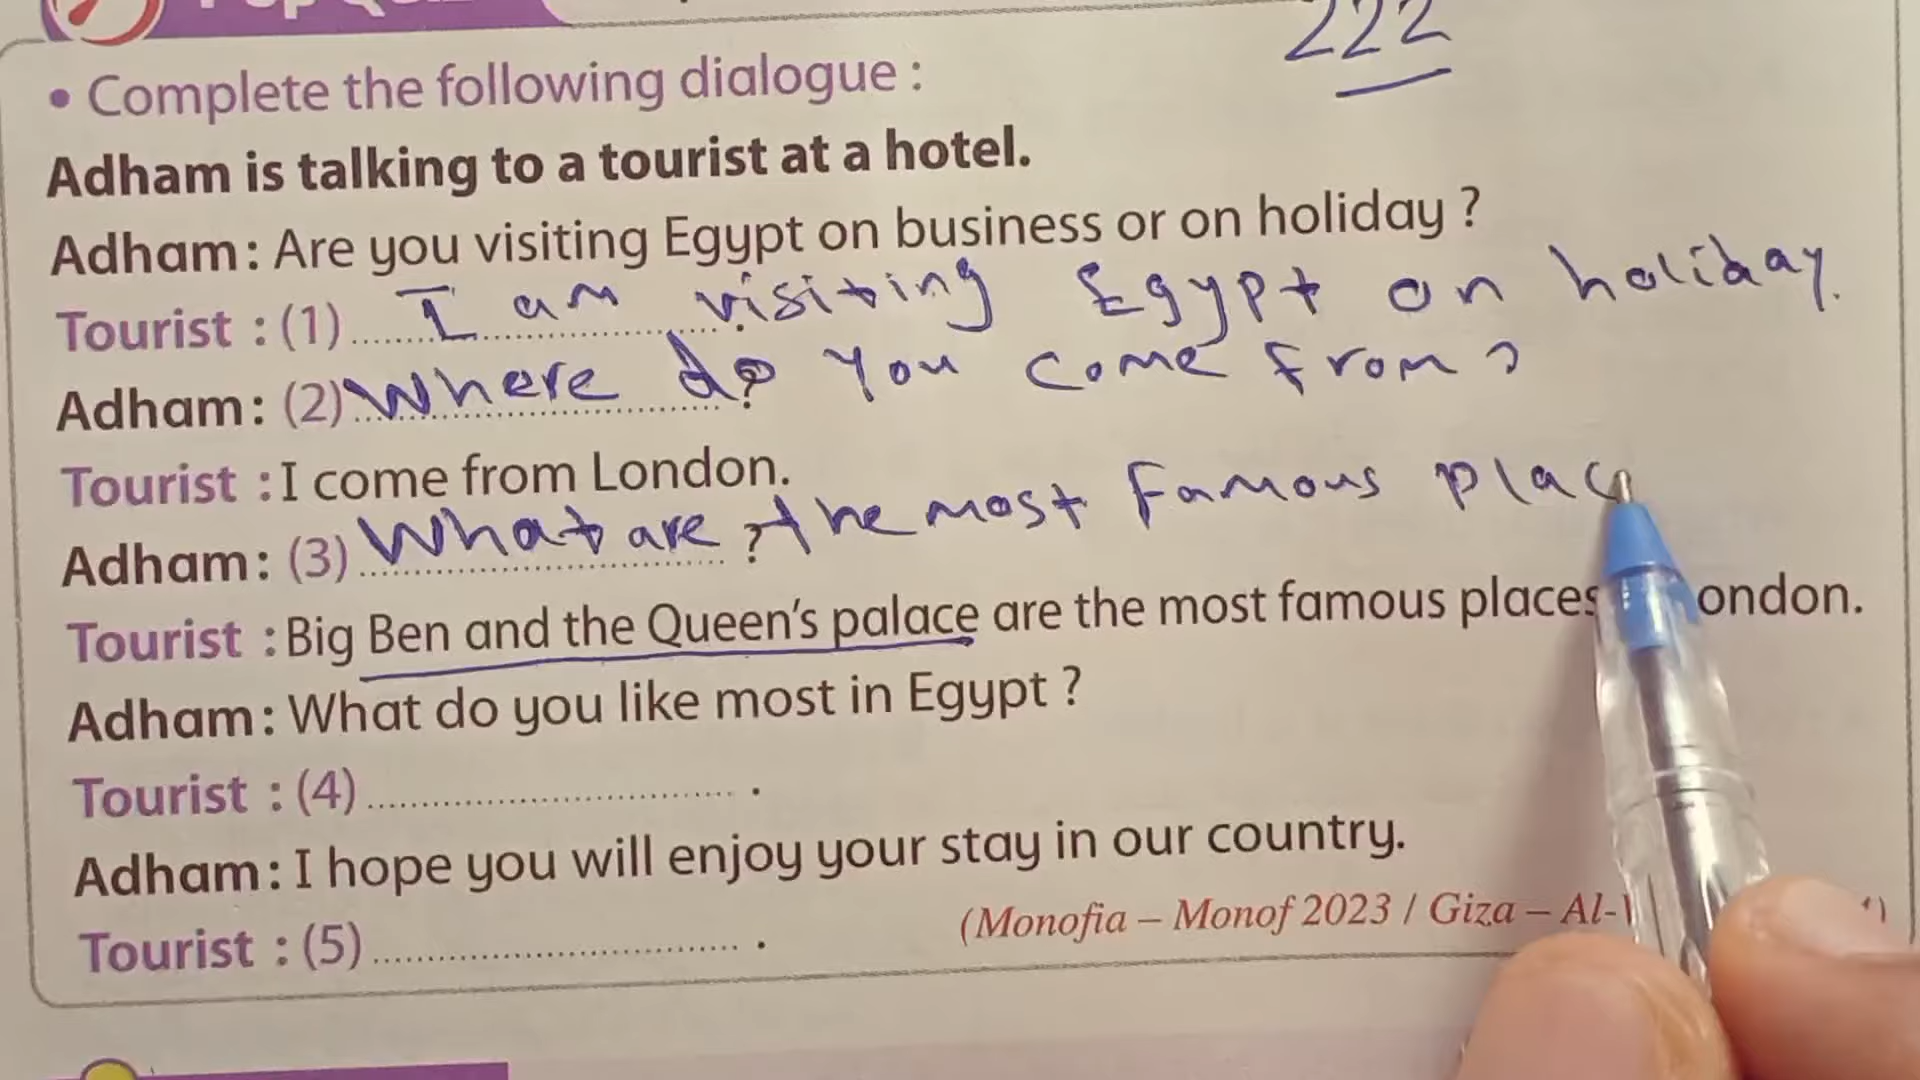 222
• Complete the following dialogue :
Adham is talking to a tourist at a hotel.
Adham : Are you visiting Egypt on business or on holiday ?
Tourist : (1) I am visiting Egypt on holiday.
Adham : (2) Where do you come from ?
Tourist : I come from London.
Adham : (3) What are the most famous plac
Tourist : Big Ben and the Queen's palace are the most famous places ondon.
Adham : What do you like most in Egypt ?
Tourist : (4) .
Adham : I hope you will enjoy your stay in our country.
(Monofia – Monof 2023 / Giza – Al-
Tourist : (5) .